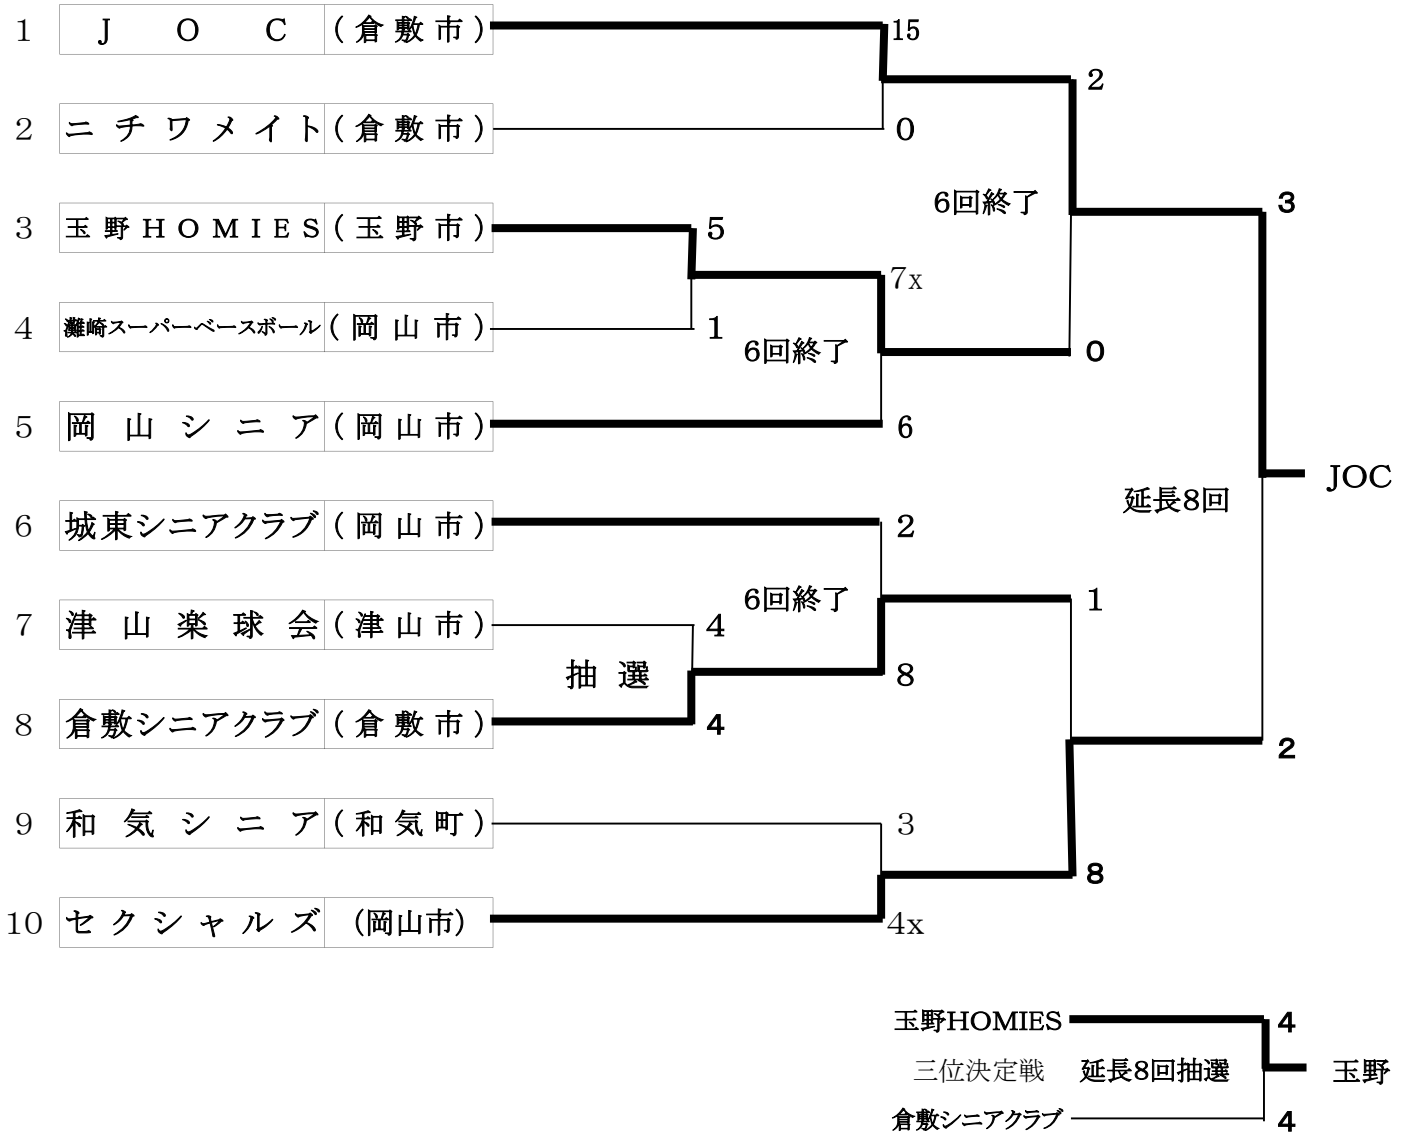 1 JOC (倉敷市) 15
2
2 ニチワメイト (倉敷市) 0
6回終了 3
3 玉野HOMIES (玉野市) 5
7x
4 灘崎スーパーベースボール (岡山市) 1
6回終了 0
5 岡山シニア (岡山市) 6
JOC
延長8回
6 城東シニアクラブ (岡山市) 2
6回終了 1
7 津山楽球会 (津山市) 4
抽選 8
8 倉敷シニアクラブ (倉敷市) 4
2
9 和気シニア (和気町) 3
8
10 セクシャルズ (岡山市) 4x
玉野HOMIES 4
三位決定戦 延長8回抽選 玉野
倉敷シニアクラブ 4